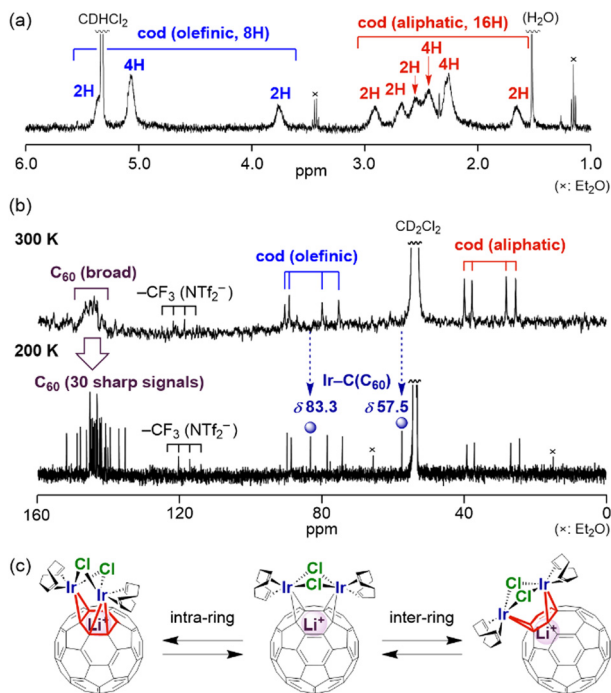 (a)
CDHCl2
(H2O)
cod (olefinic, 8H)
cod (aliphatic, 16H)
2H
4H
2H
2H
2H
2H
4H
4H
2H
×
×
6.0 5.0 4.0 3.0 2.0 1.0
ppm
(×: Et2O)
(b)
300 K
C60 (broad)
–CF3 (NTf2−)
cod (olefinic)
CD2Cl2
cod (aliphatic)
200 K
C60 (30 sharp signals)
–CF3 (NTf2−)
Ir–C(C60)
δ 83.3 δ 57.5
×
×
160 120 80 40 0
ppm
(×: Et2O)
(c)
Cl
Ir Cl
Ir
Li+
intra-ring
Cl
Ir Ir
Cl
Li+
inter-ring
Ir
Cl
Cl
Ir
Li+